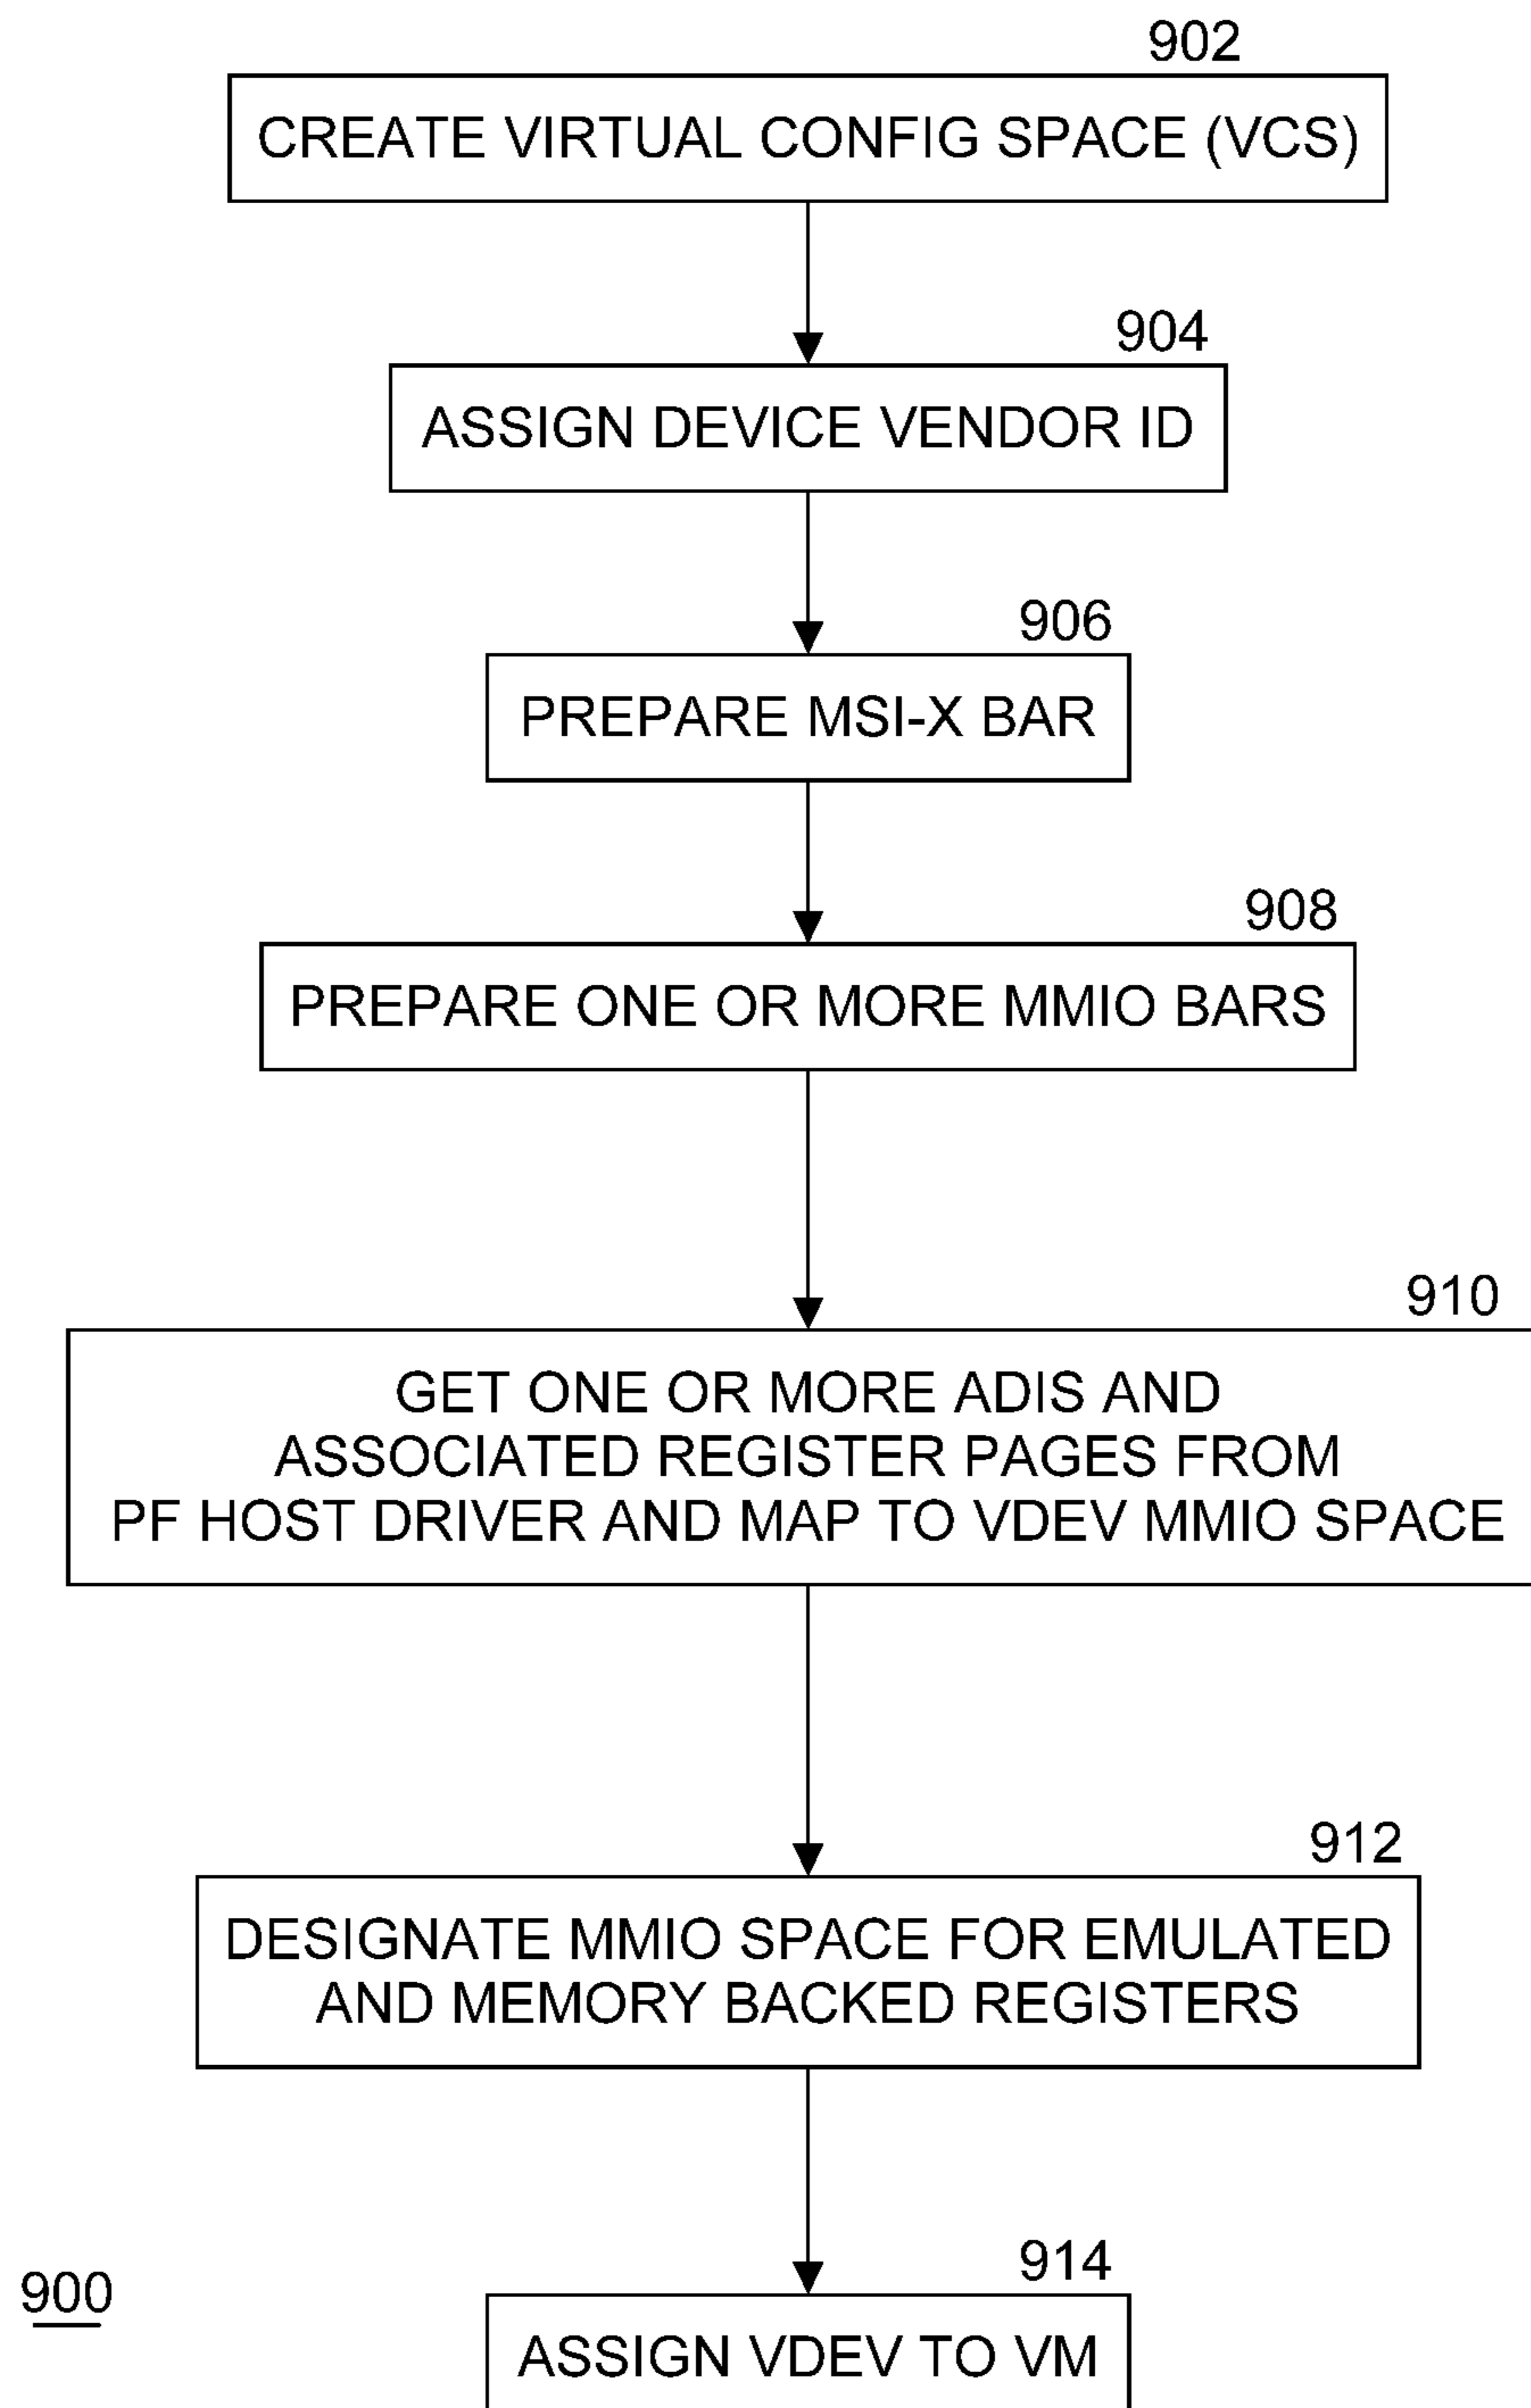 902
CREATE VIRTUAL CONFIG SPACE (VCS)
904
ASSIGN DEVICE VENDOR ID
906
PREPARE MSI-X BAR
908
PREPARE ONE OR MORE MMIO BARS
910
GET ONE OR MORE ADIS AND
ASSOCIATED REGISTER PAGES FROM
PF HOST DRIVER AND MAP TO VDEV MMIO SPACE
912
DESIGNATE MMIO SPACE FOR EMULATED
AND MEMORY BACKED REGISTERS
914
900
ASSIGN VDEV TO VM